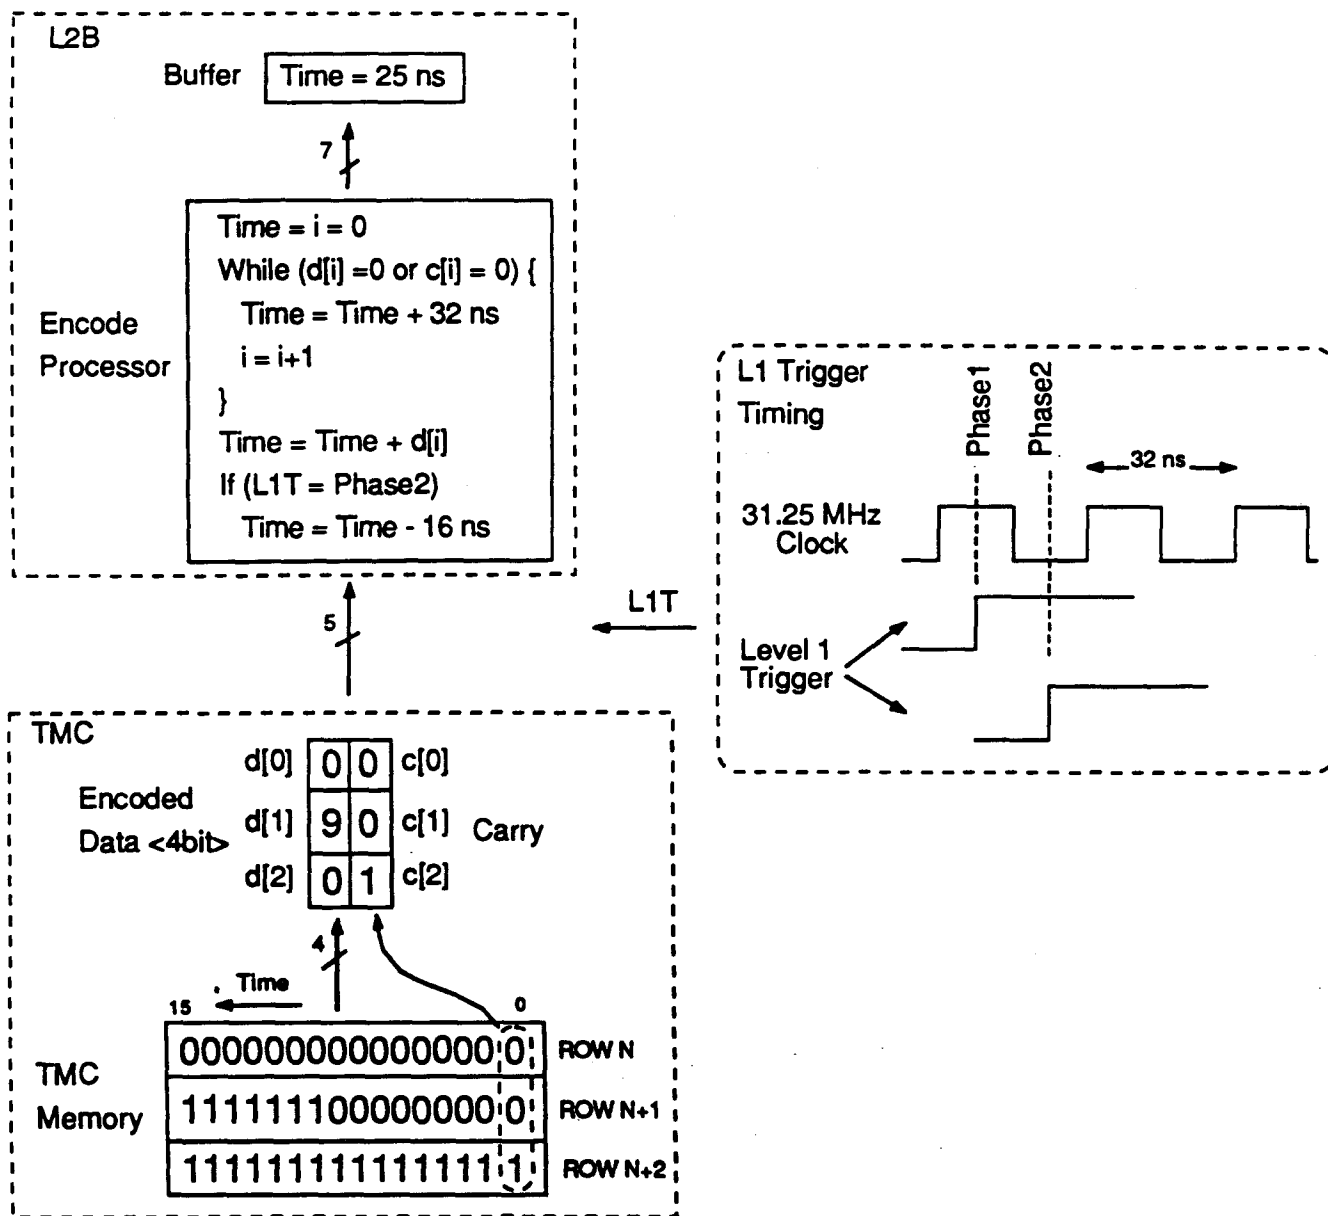 L2B
Buffer
Time = 25 ns
7
Encode
Processor
Time = i = 0
While (d[i] =0 or c[i] = 0) {
Time = Time + 32 ns
i = i+1
}
Time = Time + d[i]
If (L1T = Phase2)
Time = Time - 16 ns
5
L1T
L1 Trigger
Timing
Phase1
Phase2
32 ns
31.25 MHz
Clock
Level 1
Trigger
TMC
Encoded
Data <4bit>
d[0] 0 0 c[0]
d[1] 9 0 c[1]
d[2] 0 1 c[2]
Carry
4
Time
15
0
TMC
Memory
0000000000000000 ROW N
1111111000000000 ROW N+1
1111111111111111 ROW N+2